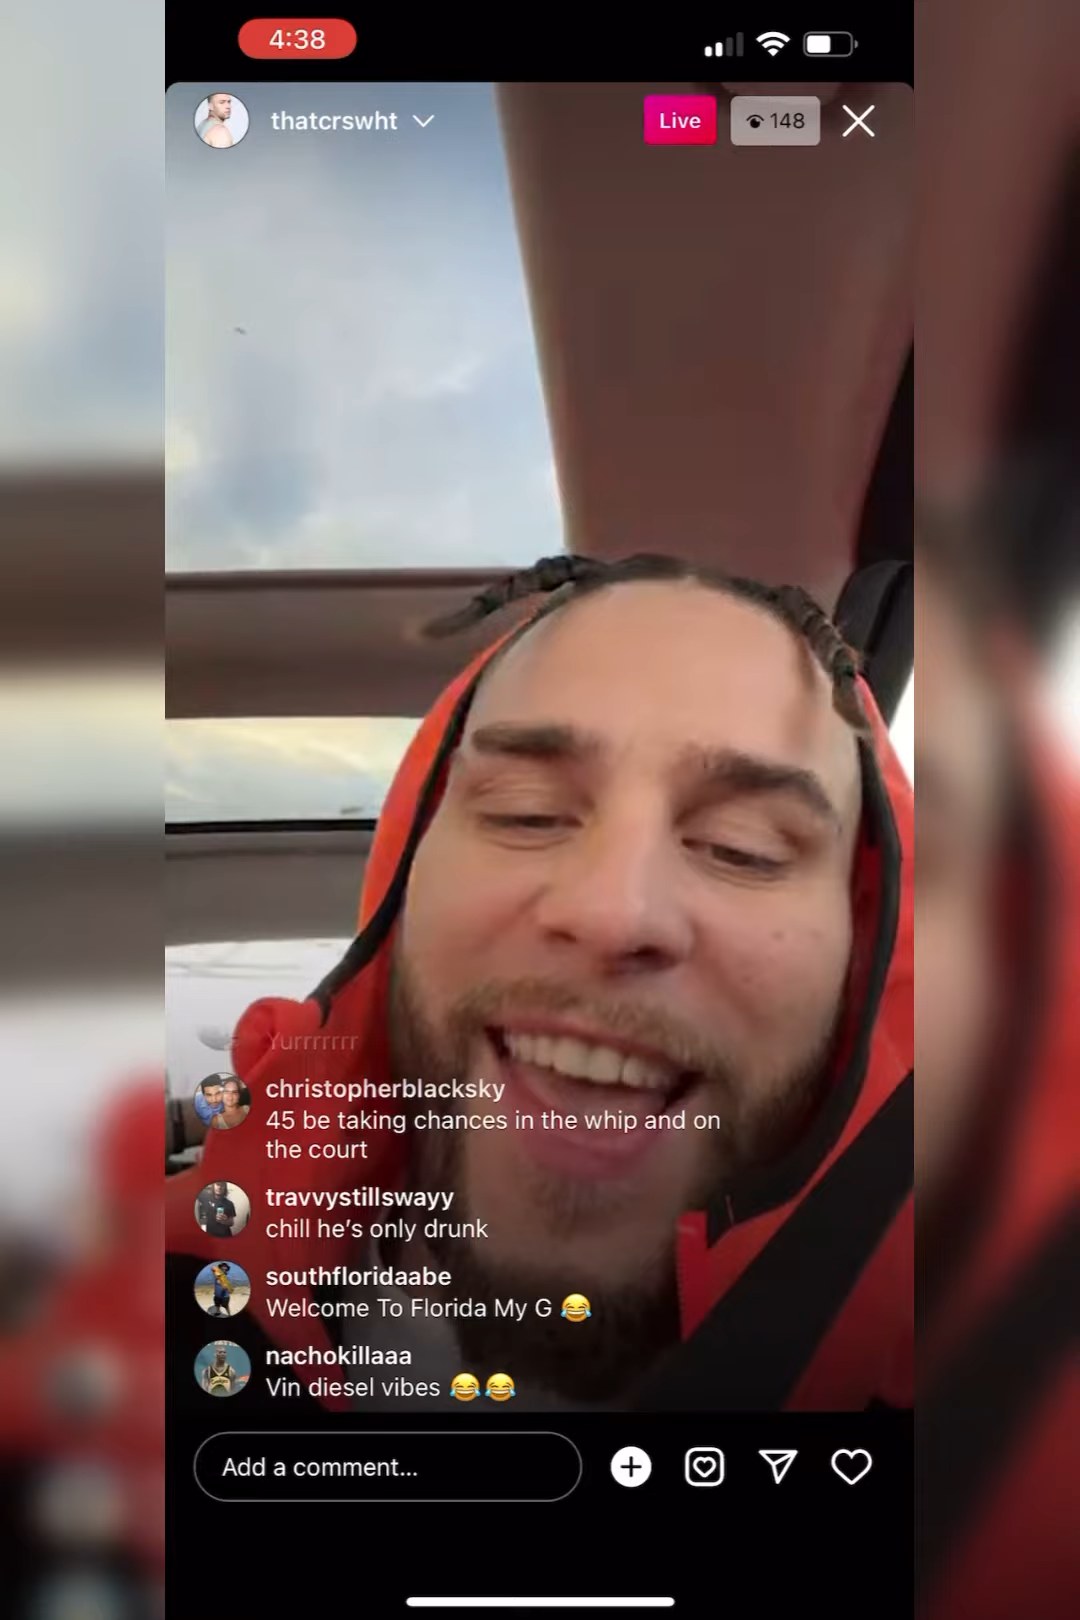 4:38
thatcrswht
Live
148
Yurrrrrrr
christopherblacksky
45 be taking chances in the whip and on
the court
travvystillswayy
chill he’s only drunk
southfloridaabe
Welcome To Florida My G 😂
nachokillaaa
Vin diesel vibes 😂😂
Add a comment...